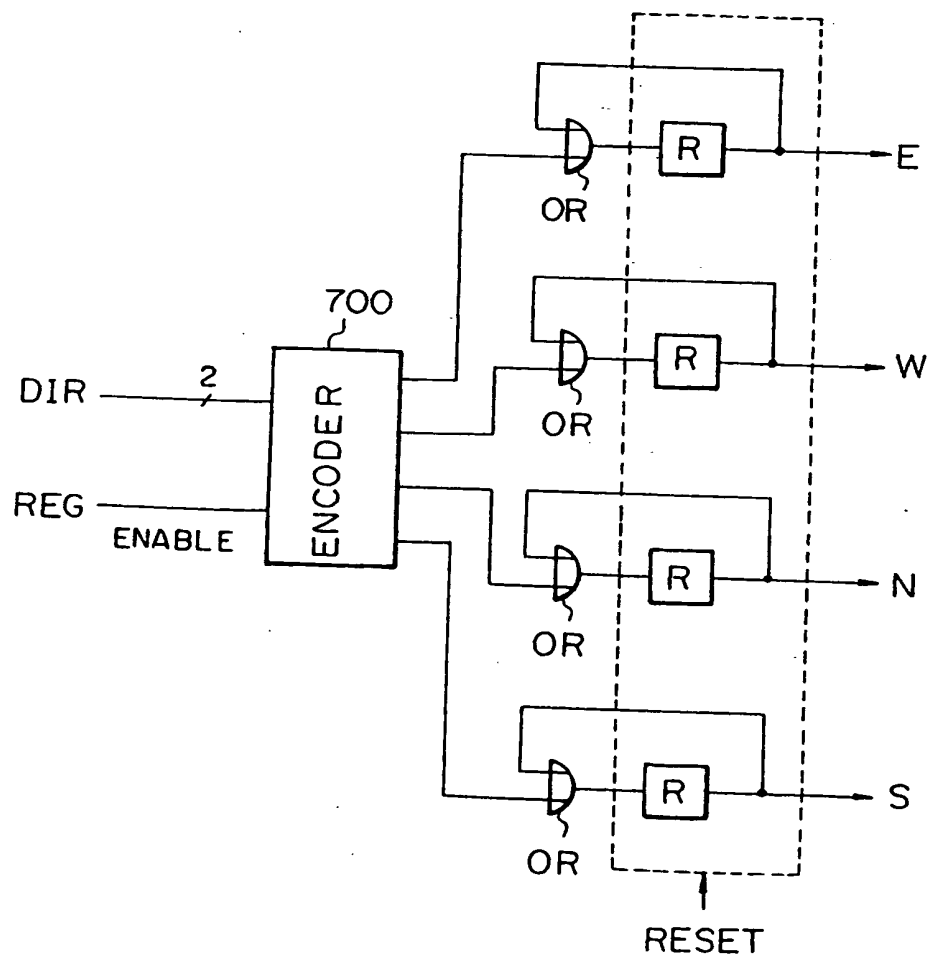 R
E
OR
700
R
W
OR
2
DIR
ENCODER
REG
ENABLE
R
N
OR
R
S
OR
RESET